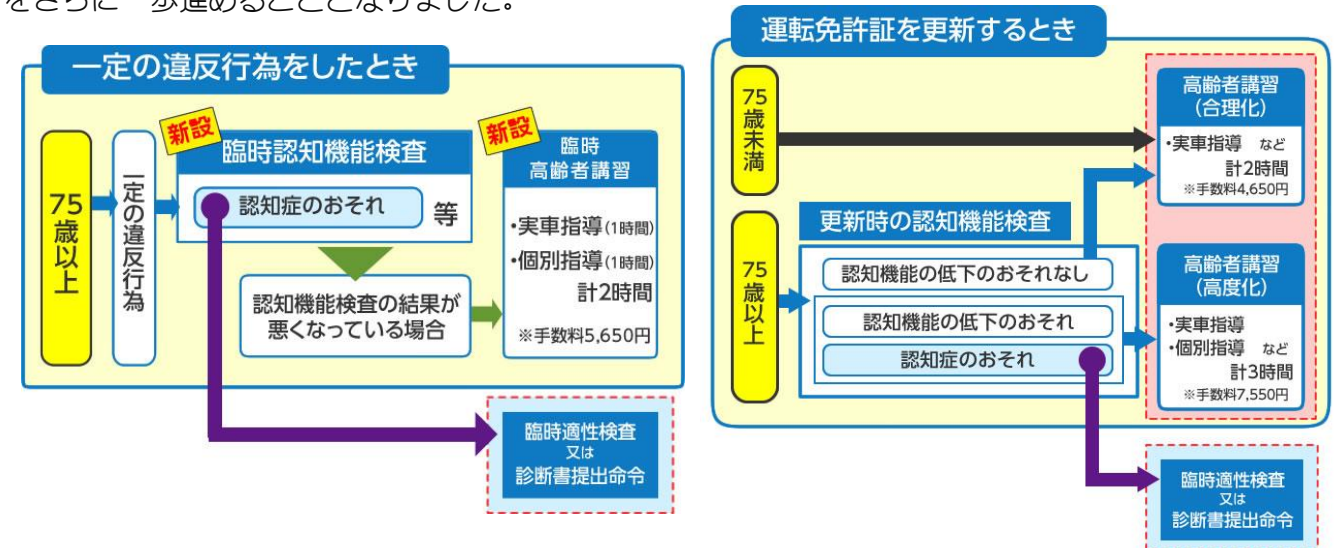 をさらに一歩進めることとなりました。
一定の違反行為をしたとき
75歳以上
一定の違反行為
新設
臨時認知機能検査
認知症のおそれ
等
認知機能検査の結果が
悪くなっている場合
新設
臨時
高齢者講習
・実車指導(1時間)
・個別指導(1時間)
計2時間
※手数料5,650円
臨時適性検査
又は
診断書提出命令
運転免許証を更新するとき
75歳未満
75歳以上
更新時の認知機能検査
認知機能の低下のおそれなし
認知機能の低下のおそれ
認知症のおそれ
高齢者講習
(合理化)
・実車指導 など
計2時間
※手数料4,650円
高齢者講習
(高度化)
・実車指導
・個別指導 など
計3時間
※手数料7,550円
臨時適性検査
又は
診断書提出命令